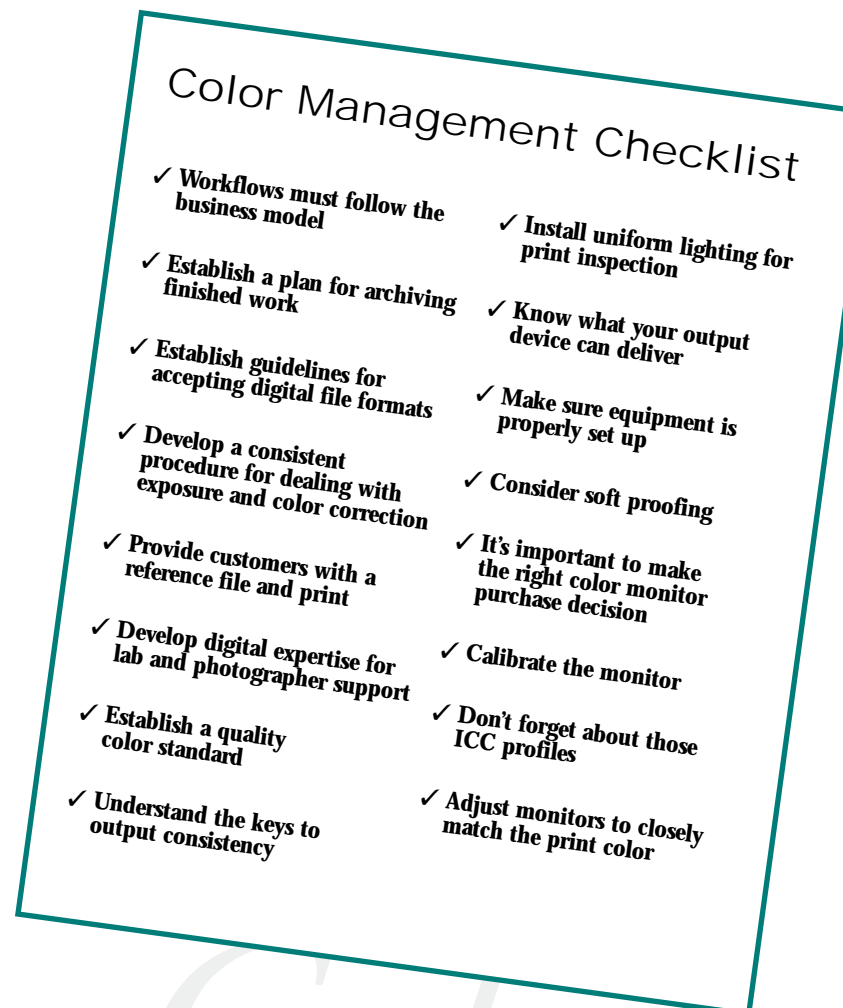 Color Management Checklist
✓ Workflows must follow the
business model
✓ Establish a plan for archiving
finished work
✓ Establish guidelines for
accepting digital file formats
✓ Develop a consistent
procedure for dealing with
exposure and color correction
✓ Provide customers with a
reference file and print
✓ Develop digital expertise for
lab and photographer support
✓ Establish a quality
color standard
✓ Understand the keys to
output consistency
✓ Install uniform lighting for
print inspection
✓ Know what your output
device can deliver
✓ Make sure equipment is
properly set up
✓ Consider soft proofing
✓ It's important to make
the right color monitor
purchase decision
✓ Calibrate the monitor
✓ Don't forget about those
ICC profiles
✓ Adjust monitors to closely
match the print color